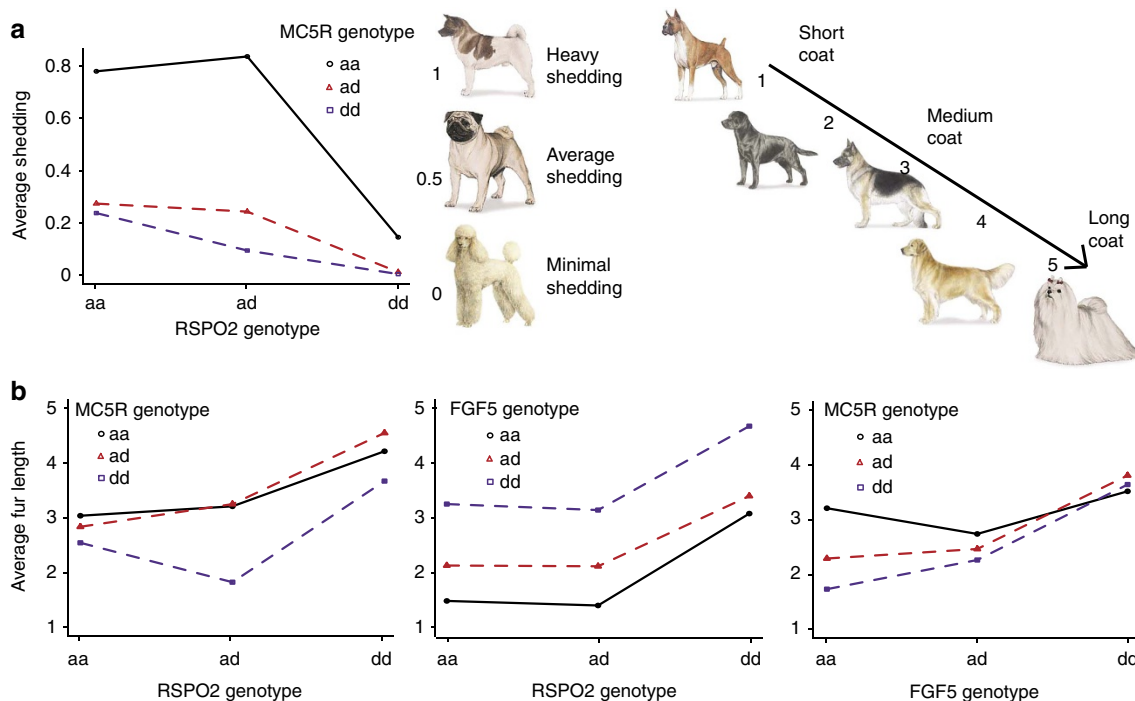 a
MC5R genotype
aa
ad
dd
Average shedding
0.8
0.6
0.4
0.2
0
aa ad dd
RSPO2 genotype
1 Heavy shedding
0.5 Average shedding
0 Minimal shedding
Short coat
1
2
Medium coat
3
4
Long coat
5
b
Average fur length
MC5R genotype
aa
ad
dd
5
4
3
2
1
aa ad dd
RSPO2 genotype
FGF5 genotype
aa
ad
dd
5
4
3
2
1
aa ad dd
RSPO2 genotype
MC5R genotype
aa
ad
dd
5
4
3
2
1
aa ad dd
FGF5 genotype